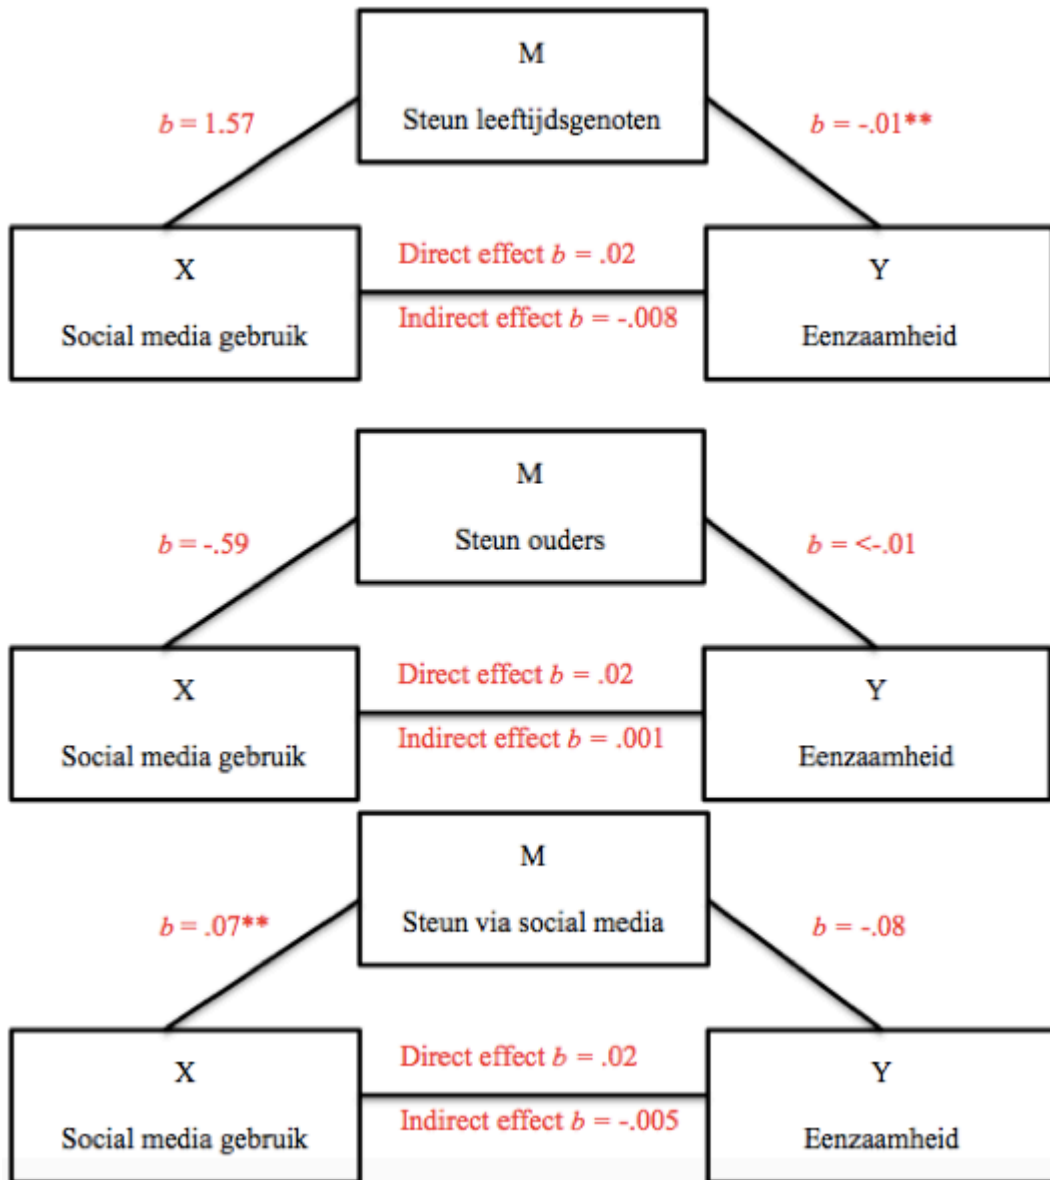 M
Steun leeftijdsgenoten
b = 1.57
b = -.01**
X
Social media gebruik
Direct effect b = .02
Indirect effect b = -.008
Y
Eenzaamheid
M
Steun ouders
b = -.59
b = <-.01
X
Social media gebruik
Direct effect b = .02
Indirect effect b = .001
Y
Eenzaamheid
M
Steun via social media
b = .07**
b = -.08
X
Social media gebruik
Direct effect b = .02
Indirect effect b = -.005
Y
Eenzaamheid